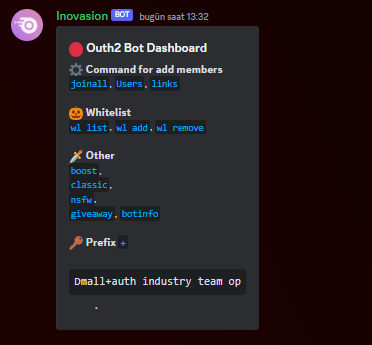 Inovasion BOT bugün saat 13:32
Outh2 Bot Dashboard
Command for add members
joinall, Users, links
Whitelist
wl list, wl add, wl remove
Other
boost,
classic,
nsfw,
giveaway, botinfo
Prefix +
Dmall+auth industry team op
.